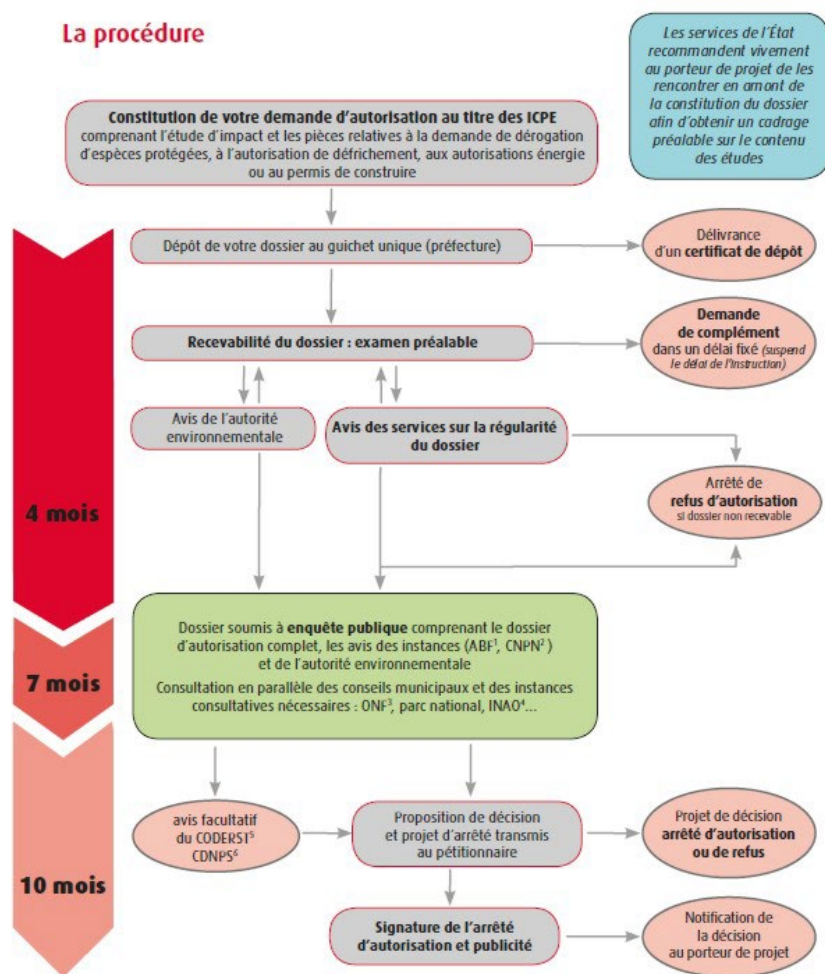 La procédure
Les services de l'État
recommandent vivement
au porteur de projet de les
rencontrer en amont de
la constitution du dossier
afin d'obtenir un cadrage
préalable sur le contenu
des études
Constitution de votre demande d'autorisation au titre des ICPE
comprenant l'étude d'impact et les pièces relatives à la demande de dérogation
d'espèces protégées, à l'autorisation de défrichement, aux autorisations énergie
ou au permis de construire
Dépôt de votre dossier au guichet unique (préfecture)
Délivrance
d'un certificat de dépôt
Recevabilité du dossier : examen préalable
Demande
de complément
dans un délai fixé (suspend
le délai de l'instruction)
Avis de l'autorité
environnementale
Avis des services sur la régularité
du dossier
Arrêté de
refus d'autorisation
si dossier non recevable
4 mois
Dossier soumis à enquête publique comprenant le dossier
d'autorisation complet, les avis des instances (ABF¹, CNPN²)
et de l'autorité environnementale
Consultation en parallèle des conseils municipaux et des instances
consultatives nécessaires : ONF³, parc national, INAO⁴...
7 mois
avis facultatif
du CODERST⁵
CDNPS⁶
Proposition de décision
et projet d'arrêté transmis
au pétitionnaire
Projet de décision
arrêté d'autorisation
ou de refus
10 mois
Signature de l'arrêté
d'autorisation et publicité
Notification de
la décision
au porteur de projet